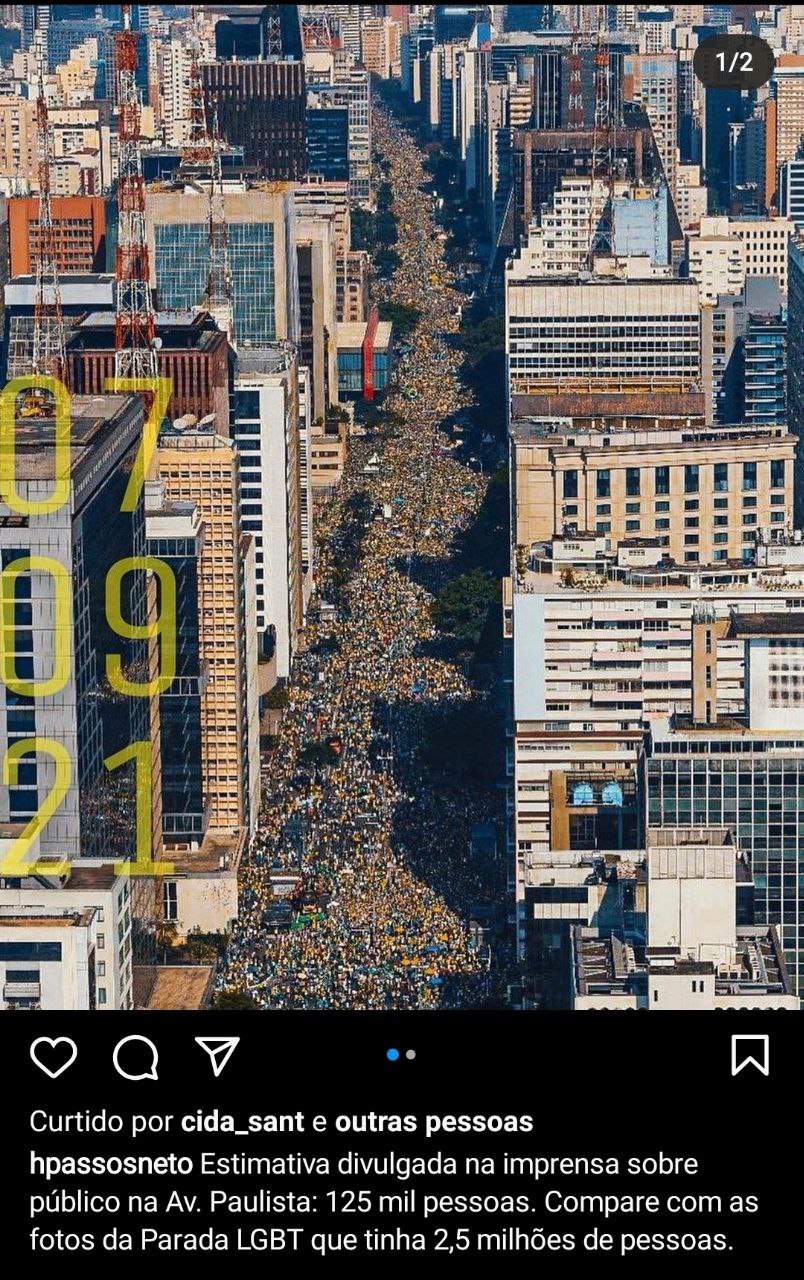 1/2
07
09
21
Curtido por cida_sant e outras pessoas
hpassosneto Estimativa divulgada na imprensa sobre
público na Av. Paulista: 125 mil pessoas. Compare com as
fotos da Parada LGBT que tinha 2,5 milhões de pessoas.